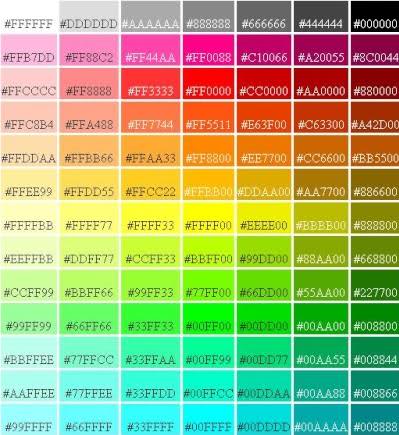 #FFFFFF #DDDDDD #AAAAAA #888888 #666666 #444444 #000000
#FFB7DD #FF88C2 #FF44AA #FF0088 #C10066 #A20055 #8C0044
#FFCCCC #FF8888 #FF3333 #FF0000 #CC0000 #AA0000 #880000
#FFC8B4 #FFA488 #FF7744 #FF5511 #E63F00 #C63300 #A42D00
#FFDDAA #FFBB66 #FFAA33 #FF8800 #EE7700 #CC6600 #BB5500
#FFEE99 #FFDD55 #FFCC22 #FFBB00 #DDAA00 #AA7700 #886600
#FFFFBB #FFFF77 #FFFF33 #FFFF00 #EEEE00 #BBBB00 #888800
#EEFFBB #DDFF77 #CCFF33 #BBFF00 #99DD00 #88AA00 #668800
#CCFF99 #BBFF66 #99FF33 #77FF00 #66DD00 #55AA00 #227700
#99FF99 #66FF66 #33FF33 #00FF00 #00DD00 #00AA00 #008800
#BBFFEE #77FFCC #33FFAA #00FF99 #00DD77 #00AA55 #008844
#AAFFEE #77FFEE #33FFDD #00FFCC #00DDAA #00AA88 #008866
#99FFFF #66FFFF #33FFFF #00FFFF #00DDDD #00AAAA #008888